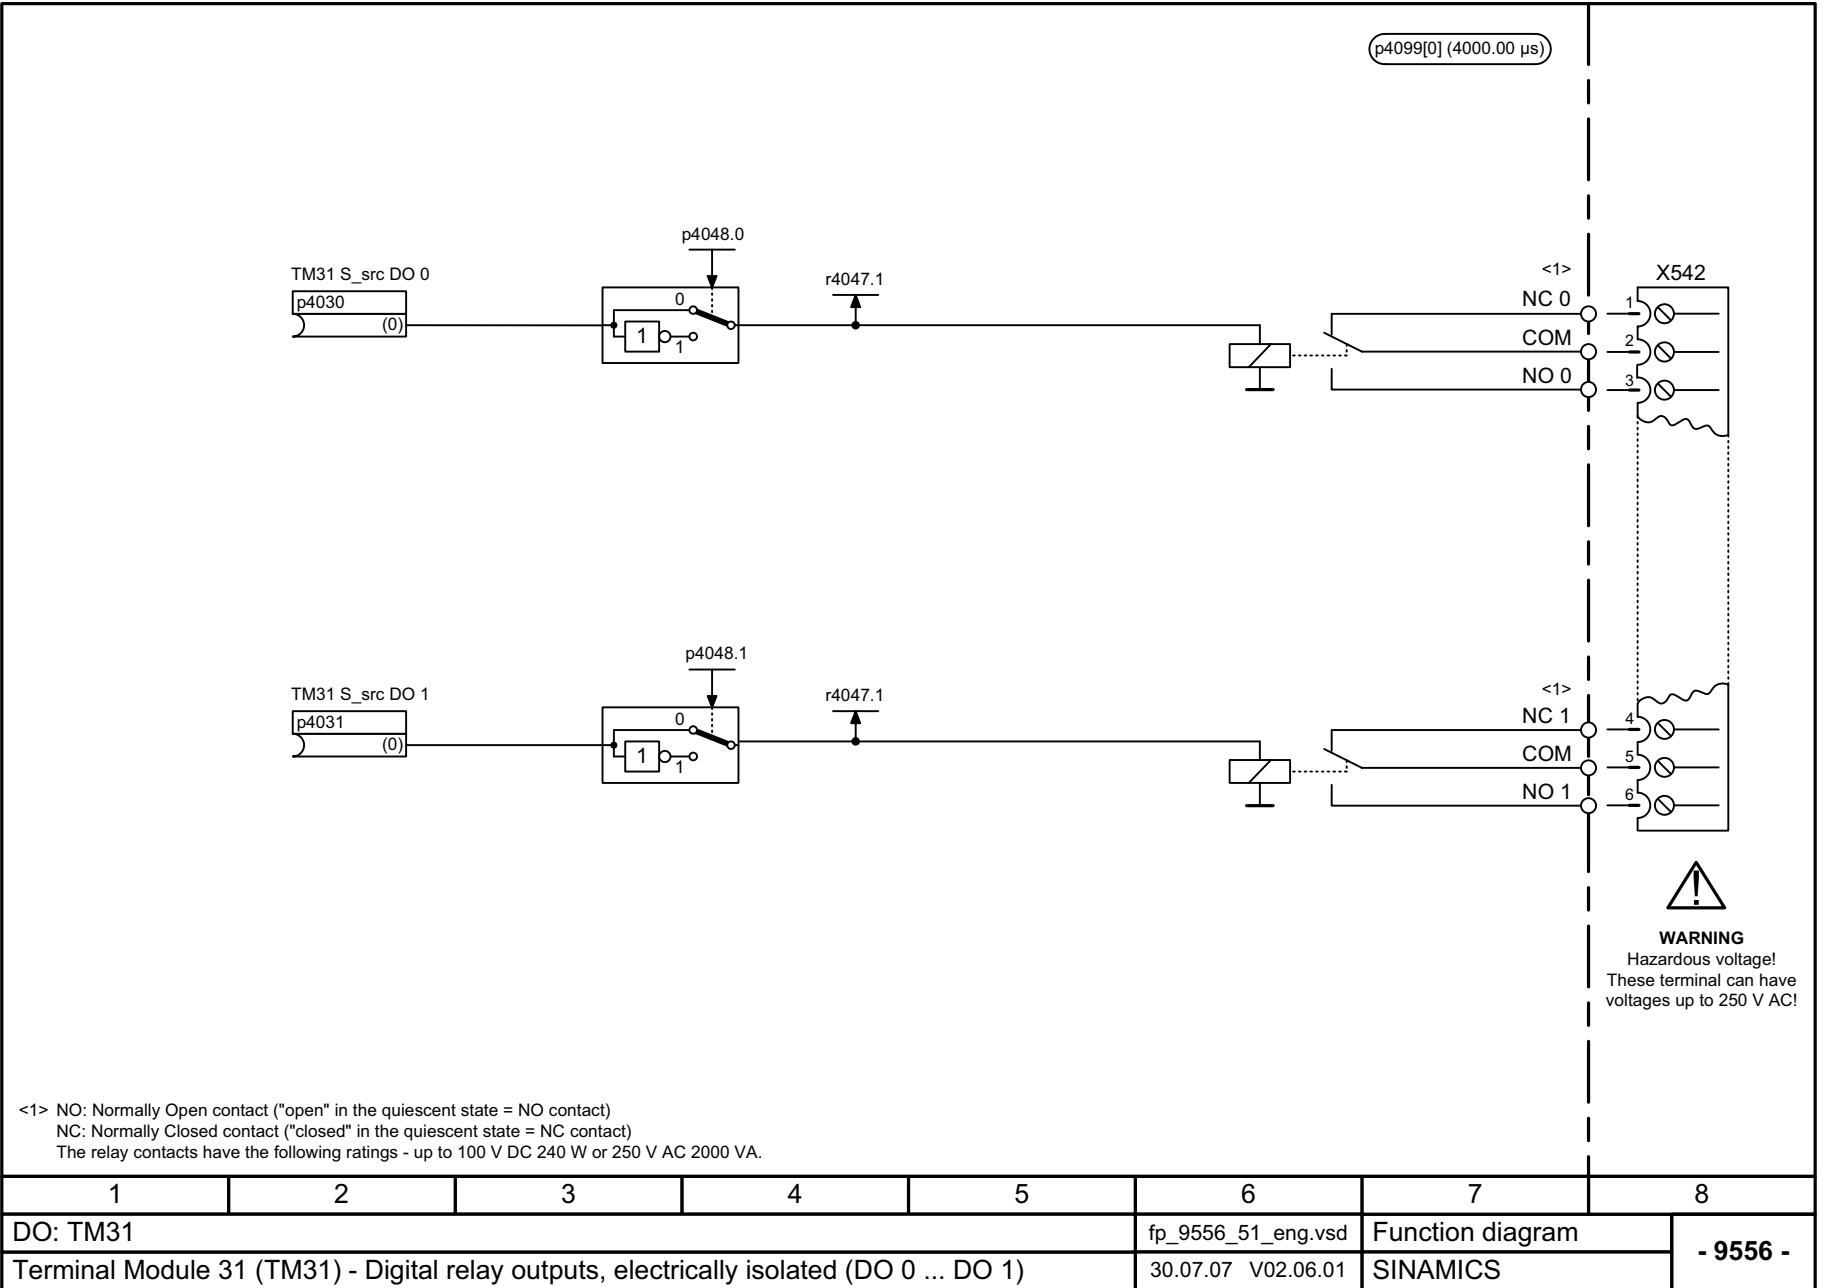 p4099[0] (4000.00 µs)
p4048.0
TM31 S_src DO 0
p4030
(0)
0
1
1
r4047.1
<1>
NC 0
COM
NO 0
X542
1
2
3
p4048.1
TM31 S_src DO 1
p4031
(0)
0
1
1
r4047.1
<1>
NC 1
COM
NO 1
4
5
6
WARNING
Hazardous voltage!
These terminal can have
voltages up to 250 V AC!
<1> NO: Normally Open contact ("open" in the quiescent state = NO contact)
NC: Normally Closed contact ("closed" in the quiescent state = NC contact)
The relay contacts have the following ratings - up to 100 V DC 240 W or 250 V AC 2000 VA.
1 2 3 4 5 6 7 8
DO: TM31
fp_9556_51_eng.vsd
Function diagram
- 9556 -
Terminal Module 31 (TM31) - Digital relay outputs, electrically isolated (DO 0 ... DO 1)
30.07.07 V02.06.01
SINAMICS